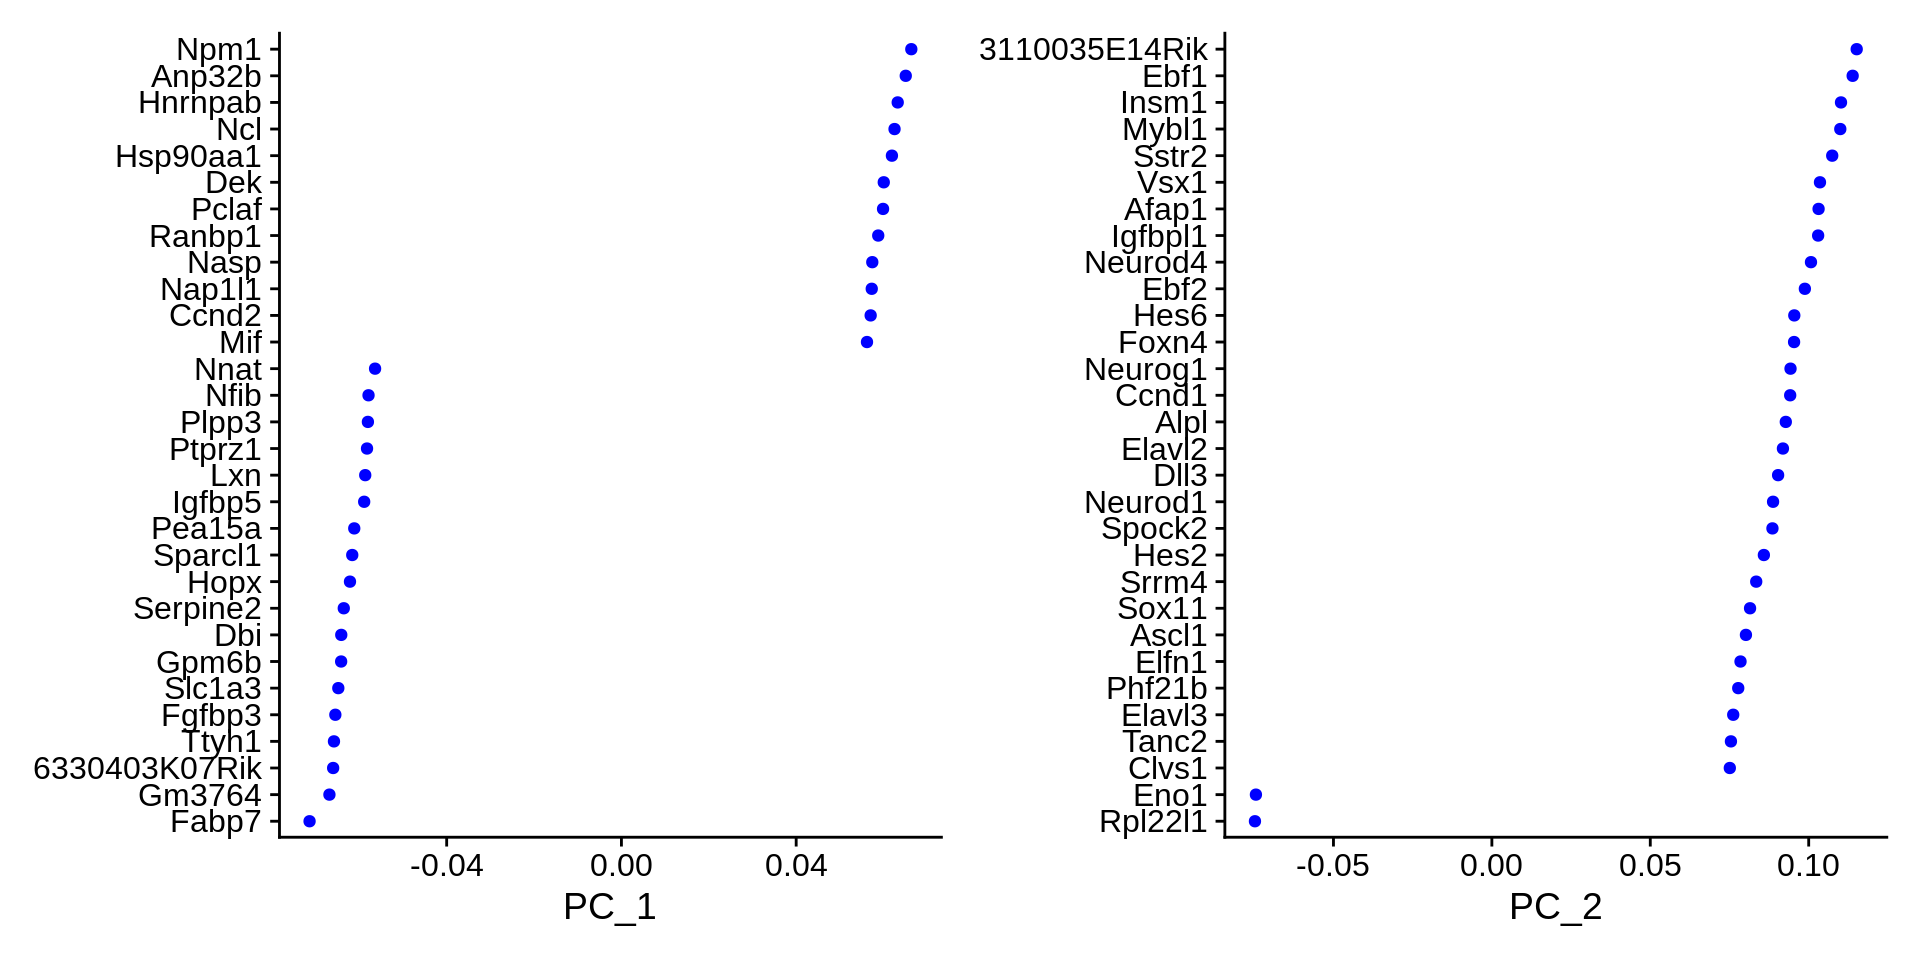 Npm1
Anp32b
Hnrnpab
Ncl
Hsp90aa1
Dek
Pclaf
Ranbp1
Nasp
Nap1l1
Ccnd2
Mif
Nnat
Nfib
Plpp3
Ptprz1
Lxn
Igfbp5
Pea15a
Sparcl1
Hopx
Serpine2
Dbi
Gpm6b
Slc1a3
Fgfbp3
Ttyh1
6330403K07Rik
Gm3764
Fabp7
-0.04 0.00 0.04
PC_1
3110035E14Rik
Ebf1
Insm1
Mybl1
Sstr2
Vsx1
Afap1
Igfbpl1
Neurod4
Ebf2
Hes6
Foxn4
Neurog1
Ccnd1
Alpl
Elavl2
Dll3
Neurod1
Spock2
Hes2
Srrm4
Sox11
Ascl1
Elfn1
Phf21b
Elavl3
Tanc2
Clvs1
Eno1
Rpl22l1
-0.05 0.00 0.05 0.10
PC_2